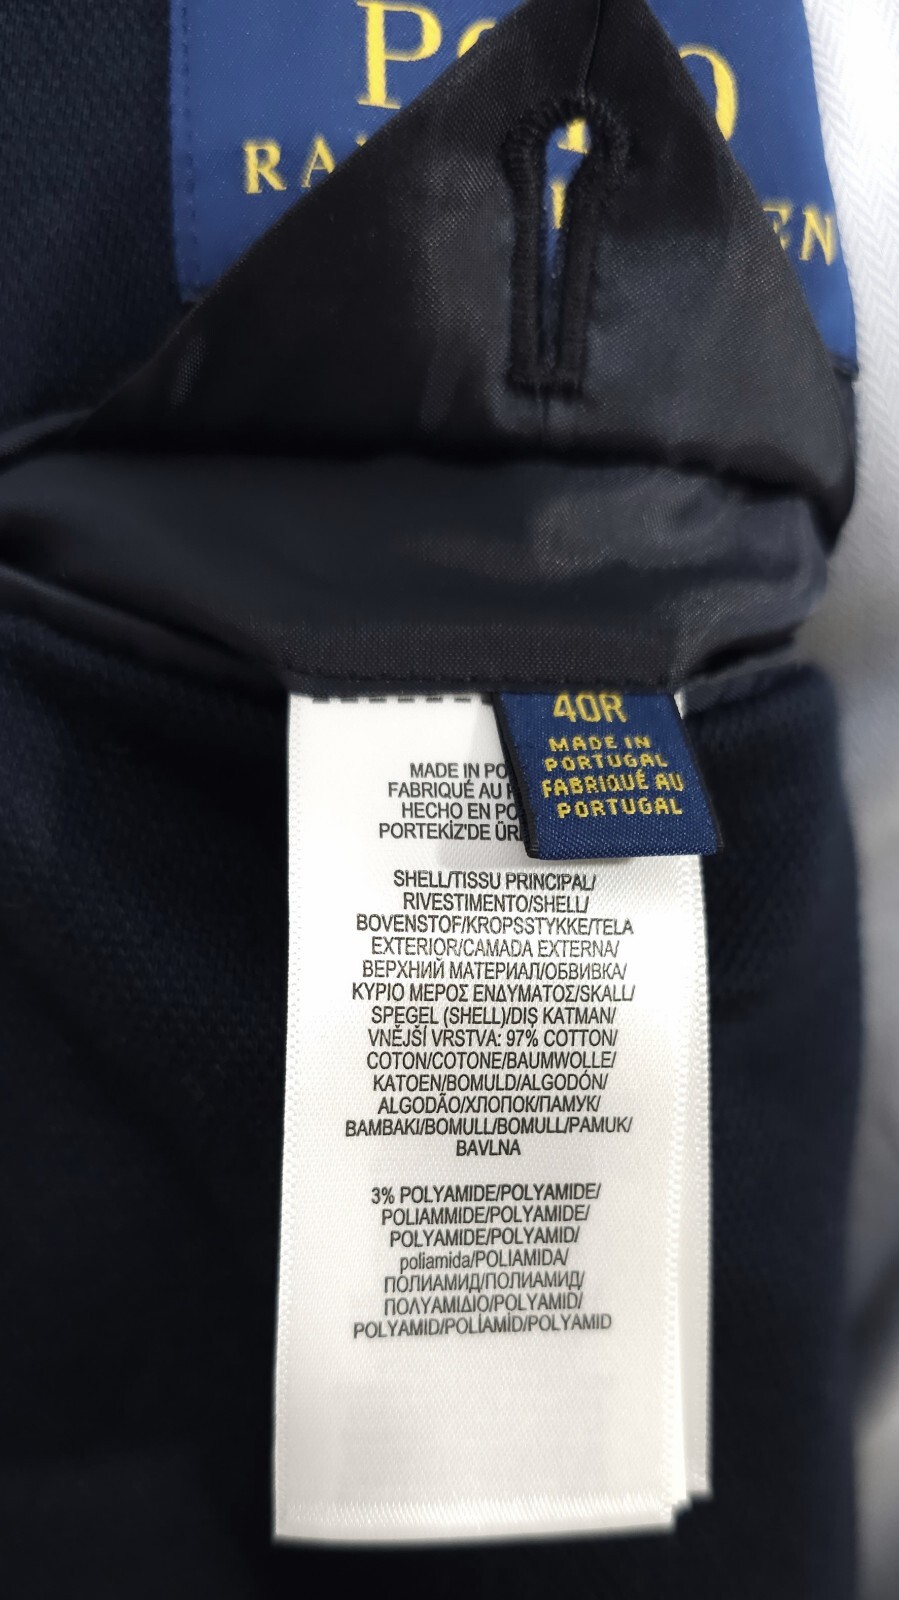 P O
RA EN
40R
MADE IN
PORTUGAL
FABRIQUÉ AU
PORTUGAL
MADE IN PO
FABRIQUÉ AU
HECHO EN PO
PORTEKİZ'DE ÜR
SHELL/TISSU PRINCIPAL/
RIVESTIMENTO/SHELL/
BOVENSTOF/KROPSSTYKKE/TELA
EXTERIOR/CAMADA EXTERNA/
ВЕРХНИЙ МАТЕРИАЛ/ОБВИВКА/
ΚΥΡΙΟ ΜΕΡΟΣ ΕΝΔΥΜΑΤΟΣ/SKALL/
SPEGEL (SHELL)/DIŞ KATMAN/
VNĚJŠÍ VRSTVA: 97% COTTON/
COTON/COTONE/BAUMWOLLE/
KATOEN/BOMULD/ALGODÓN/
ALGODÃO/ХЛОПОК/ПАМУК/
BAMBAKI/BOMULL/BOMULL/PAMUK/
BAVLNA
3% POLYAMIDE/POLYAMIDE/
POLIAMMIDE/POLYAMIDE/
POLYAMIDE/POLYAMID/
poliamida/POLIAMIDA/
ПОЛИАМИД/ПОЛИАМИД/
ΠΟΛΥΑΜΙΔΙΟ/POLYAMID/
POLYAMID/POLİAMİD/POLYAMID